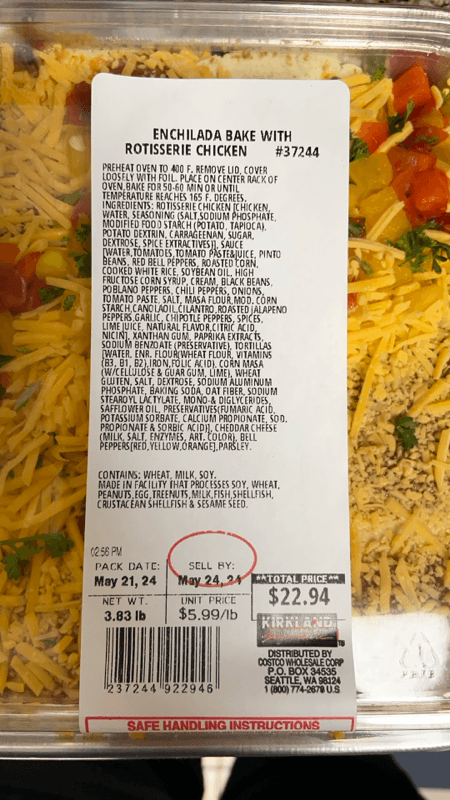 ENCHILADA BAKE WITH
ROTISSERIE CHICKEN #37244
PREHEAT OVEN TO 400 F. REMOVE LID, COVER
LOOSELY WITH FOIL. PLACE ON CENTER RACK OF
OVEN,BAKE FOR 50-60 MIN OR UNTIL
TEMPERATURE REACHES 165 F. DEGREES.
INGREDIENTS: ROTISSERIE CHICKEN [CHICKEN,
WATER, SEASONING (SALT,SODIUM PHOSPHATE,
MODIFIED FOOD STARCH (POTATO, TAPIOCA),
POTATO DEXTRIN, CARRAGEENAN, SUGAR,
DEXTROSE, SPICE EXTRACTIVES)], SAUCE
[WATER,TOMATOES,TOMATO PASTE&JUICE, PINTO
BEANS, RED BELL PEPPERS, ROASTED CORN,
COOKED WHITE RICE, SOYBEAN OIL, HIGH
FRUCTOSE CORN SYRUP, CREAM, BLACK BEANS,
POBLANO PEPPERS, CHILI PEPPERS, ONIONS,
TOMATO PASTE, SALT, MASA FLOUR,MOD. CORN
STARCH,CANOLAOIL,CILANTRO,ROASTED JALAPENO
PEPPERS,GARLIC, CHIPOTLE PEPPERS, SPICES,
LIME JUICE, NATURAL FLAVOR,CITRIC ACID,
NICIN], XANTHAN GUM, PAPRIKA EXTRACTS,
SODIUM BENZOATE (PRESERVATIVE), TORTILLAS
[WATER, ENR. FLOUR(WHEAT FLOUR, VITAMINS
(B3, B1, B2),IRON,FOLIC ACID), CORN MASA
(W/CELLULOSE & GUAR GUM, LIME), WHEAT
GLUTEN, SALT, DEXTROSE, SODIUM ALUMINUM
PHOSPHATE, BAKING SODA, OAT FIBER, SODIUM
STEAROYL LACTYLATE, MONO- & DIGLYCERIDES,
SAFFLOWER OIL, PRESERVATIVES(FUMARIC ACID,
POTASSIUM SORBATE, CALCIUM PROPIONATE, SOD.
PROPIONATE & SORBIC ACID)], CHEDDAR CHEESE
(MILK, SALT, ENZYMES, ART. COLOR), BELL
PEPPERS(RED,YELLOW,ORANGE),PARSLEY.
CONTAINS: WHEAT, MILK, SOY.
MADE IN FACILITY THAT PROCESSES SOY, WHEAT,
PEANUTS,EGG,TREENUTS,MILK,FISH,SHELLFISH,
CRUSTACEAN SHELLFISH & SESAME SEED.
02:56 PM
PACK DATE: SELL BY:
May 21, 24 May 24, 24 **TOTAL PRICE**
NET WT. UNIT PRICE $22.94
3.83 lb $5.99/lb
KIRKLAND
DISTRIBUTED BY
COSTCO WHOLESALE CORP
P.O. BOX 34535
SEATTLE, WA 98124
1 (800) 774-2678 U.S
237244 922946
SAFE HANDLING INSTRUCTIONS